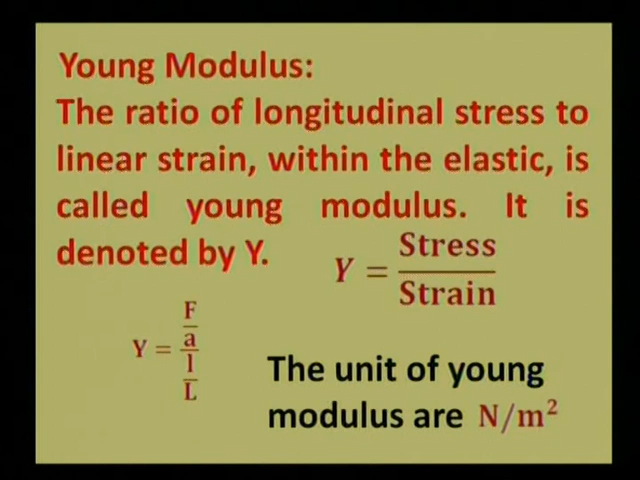 Young Modulus:
The ratio of longitudinal stress to
linear strain, within the elastic, is
called young modulus. It is
denoted by Y.
Y = Stress / Strain
Y = F/a / l/L
The unit of young
modulus are N/m²